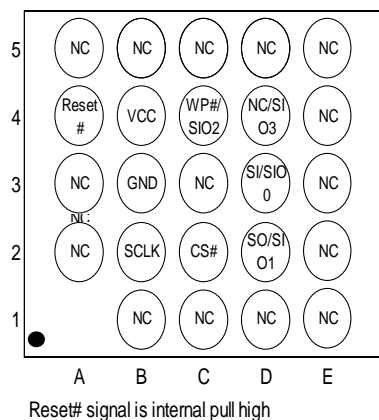 5 NC NC NC NC NC
4 Reset # VCC WP#/ SIO2 NC/SI O3 NC
3 NC GND NC SI/SIO 0 NC
NC
2 NC SCLK CS# SO/SI O1 NC
1 NC NC NC NC
A B C D E
Reset# signal is internal pull high